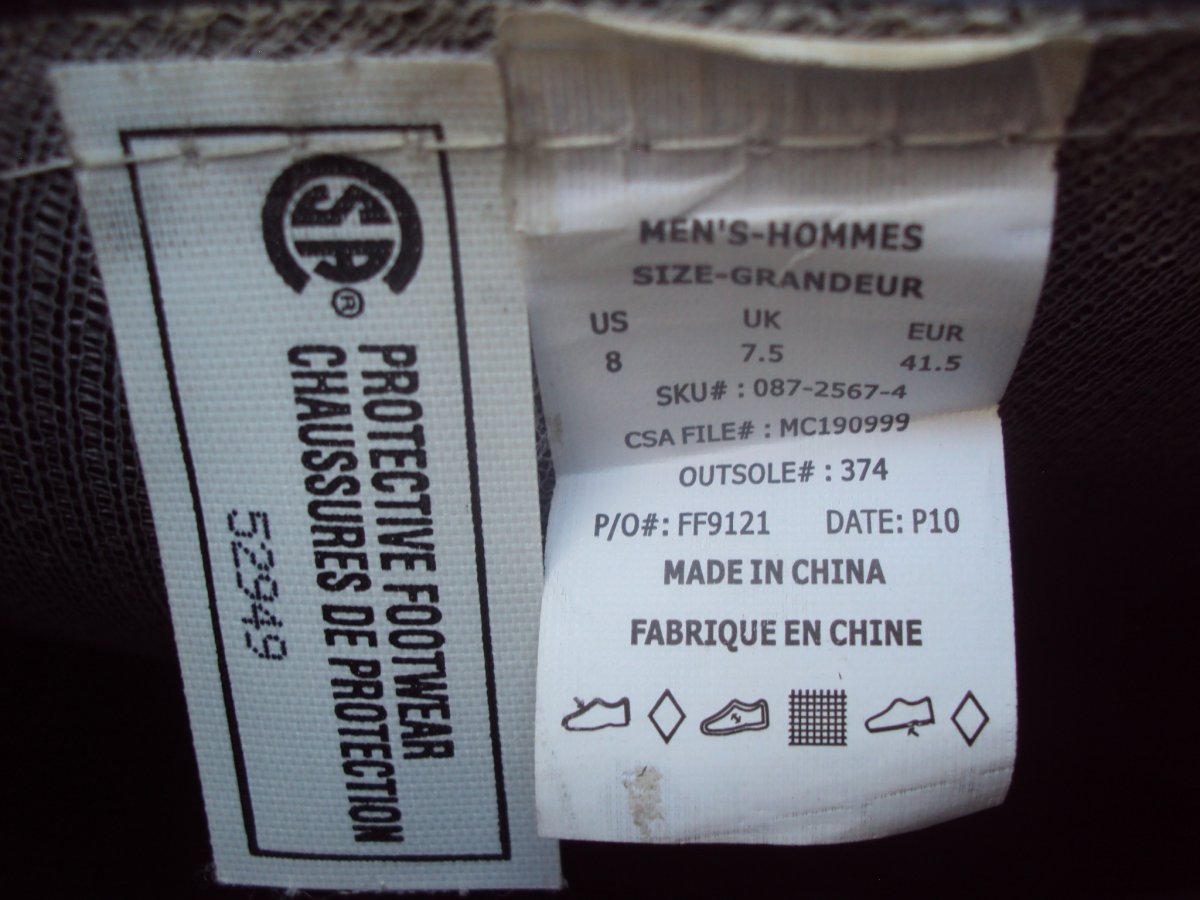 CSA®
PROTECTIVE FOOTWEAR
CHAUSSURES DE PROTECTION
52949
MEN'S-HOMMES
SIZE-GRANDEUR
US UK EUR
8 7.5 41.5
SKU# : 087-2567-4
CSA FILE# : MC190999
OUTSOLE# : 374
P/O#: FF9121 DATE: P10
MADE IN CHINA
FABRIQUE EN CHINE